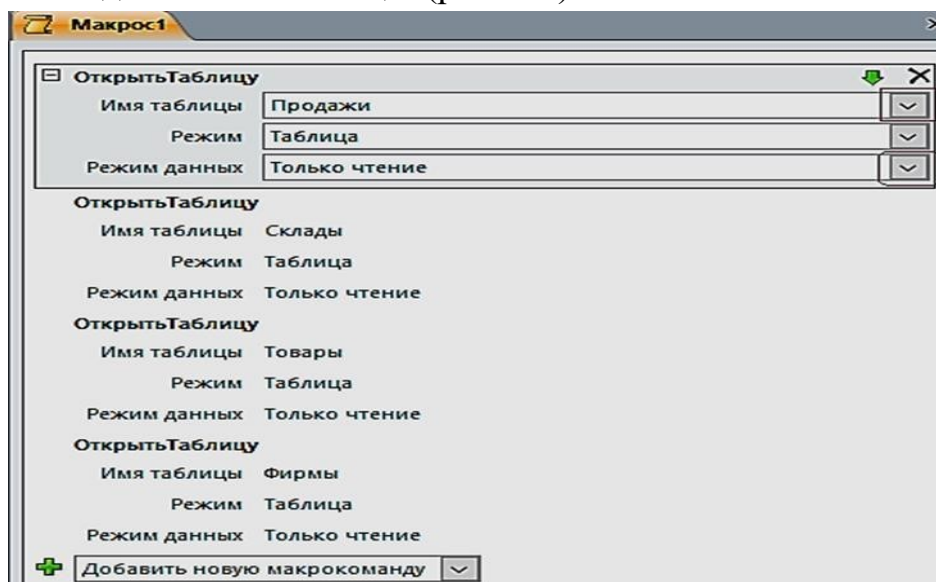 Макрос1
ОткрытьТаблицу
Имя таблицы Продажи
Режим Таблица
Режим данных Только чтение
ОткрытьТаблицу
Имя таблицы Склады
Режим Таблица
Режим данных Только чтение
ОткрытьТаблицу
Имя таблицы Товары
Режим Таблица
Режим данных Только чтение
ОткрытьТаблицу
Имя таблицы Фирмы
Режим Таблица
Режим данных Только чтение
Добавить новую макрокоманду